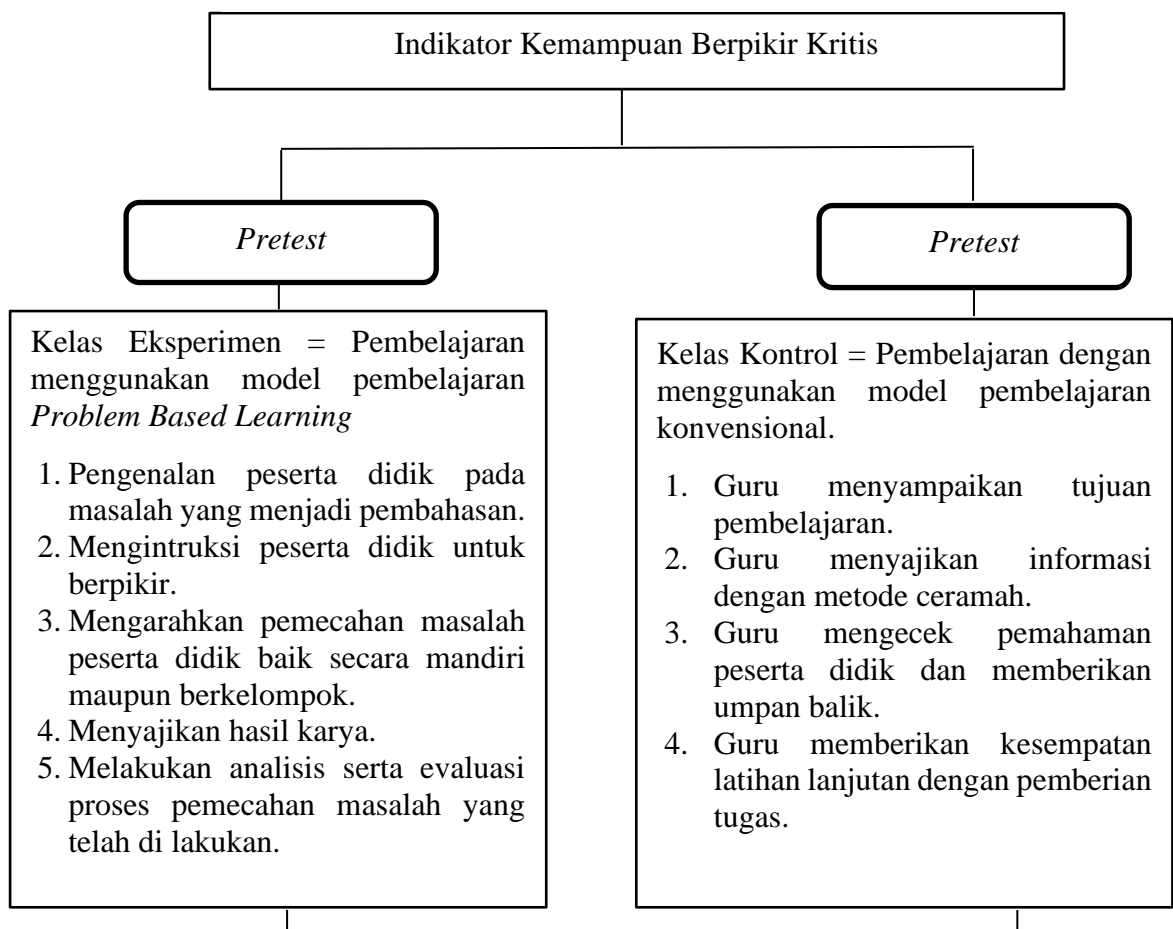 Indikator Kemampuan Berpikir Kritis
Pretest
Pretest
Kelas Eksperimen = Pembelajaran
menggunakan model pembelajaran
Problem Based Learning
1. Pengenalan peserta didik pada
masalah yang menjadi pembahasan.
2. Mengintruksi peserta didik untuk
berpikir.
3. Mengarahkan pemecahan masalah
peserta didik baik secara mandiri
maupun berkelompok.
4. Menyajikan hasil karya.
5. Melakukan analisis serta evaluasi
proses pemecahan masalah yang
telah di lakukan.
Kelas Kontrol = Pembelajaran dengan
menggunakan model pembelajaran
konvensional.
1. Guru menyampaikan tujuan
pembelajaran.
2. Guru menyajikan informasi
dengan metode ceramah.
3. Guru mengecek pemahaman
peserta didik dan memberikan
umpan balik.
4. Guru memberikan kesempatan
latihan lanjutan dengan pemberian
tugas.